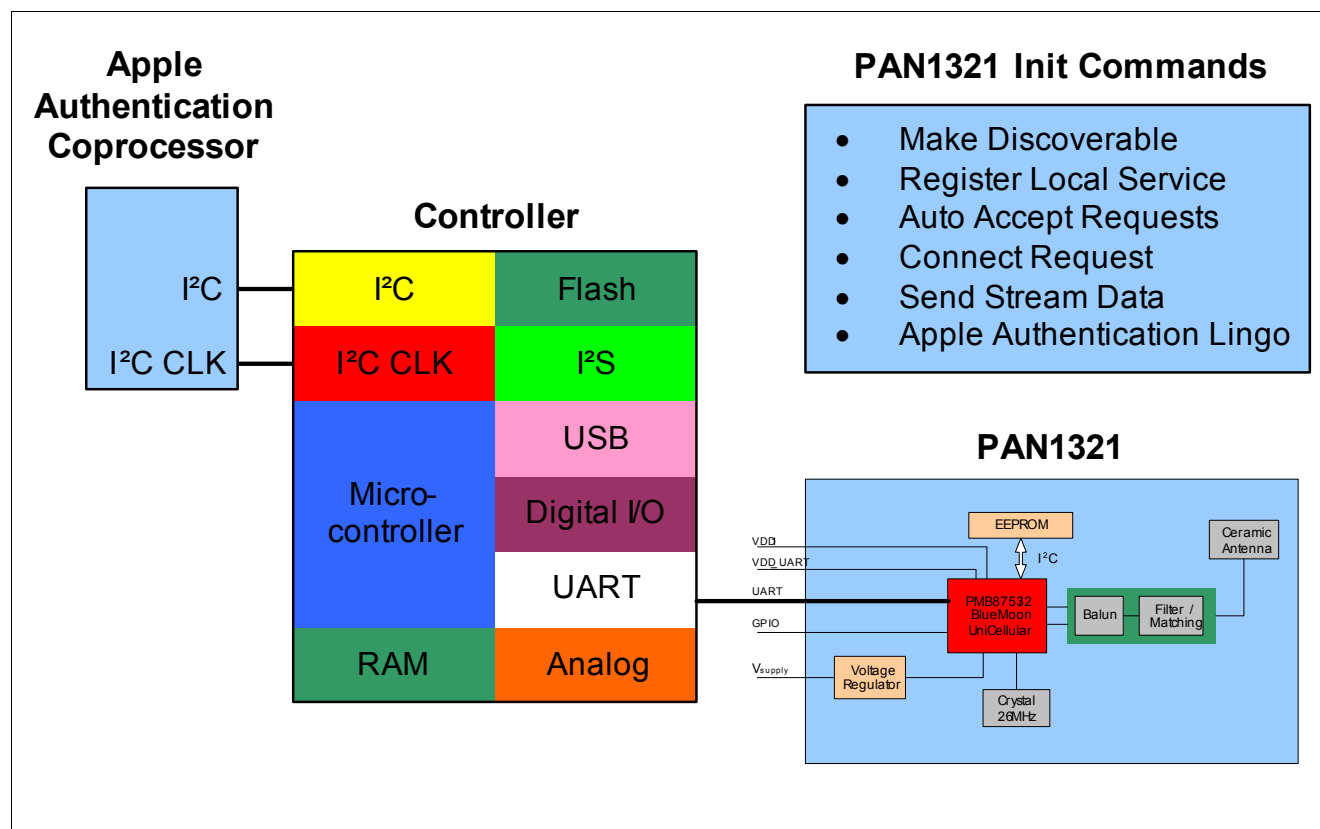 Apple
Authentication
Coprocessor
I²C
I²C CLK
Controller
I²C
Flash
I²C CLK
I²S
Micro-
controller
USB
Digital I/O
UART
RAM
Analog
PAN1321 Init Commands
• Make Discoverable
• Register Local Service
• Auto Accept Requests
• Connect Request
• Send Stream Data
• Apple Authentication Lingo
PAN1321
VDD1
VDD_UART
UART
GPIO
Vsupply
EEPROM
I²C
PMB87532
BlueMoon
UniCellular
Balun
Filter /
Matching
Ceramic
Antenna
Voltage
Regulator
Crystal
26MHz